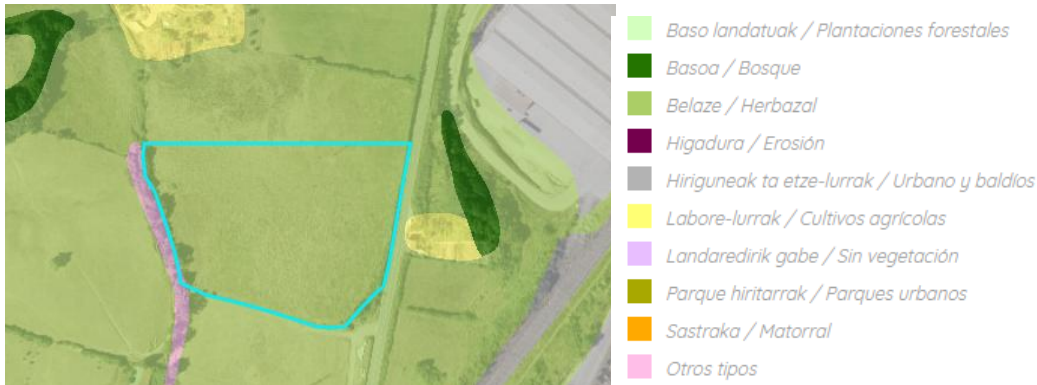 Baso landatuak / Plantaciones forestales
Basoa / Bosque
Belaze / Herbazal
Higadura / Erosión
Hiriguneak ta etze-lurrak / Urbano y baldíos
Labore-lurrak / Cultivos agrícolas
Landaredirik gabe / Sin vegetación
Parque hiritarrak / Parques urbanos
Sastraka / Matorral
Otros tipos